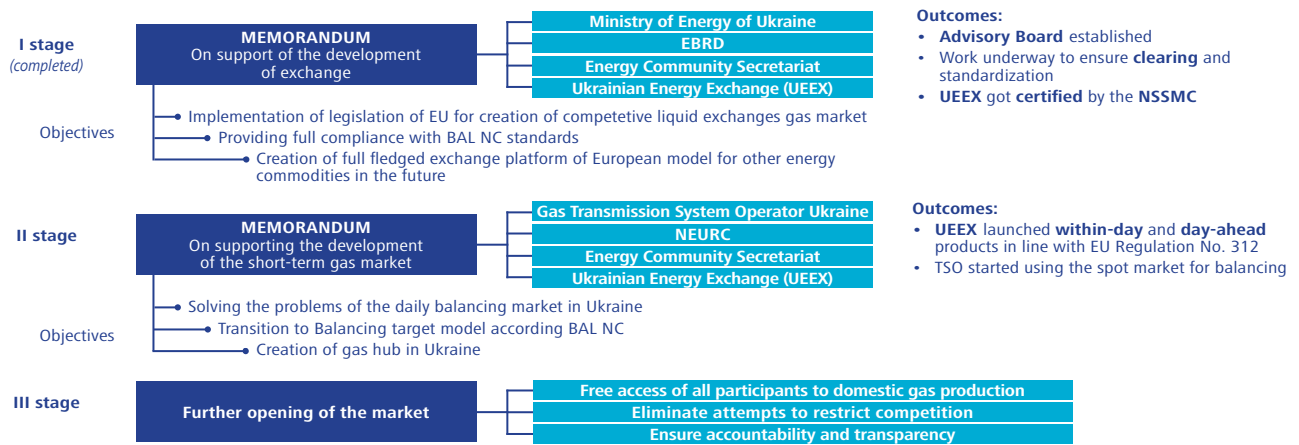 I stage
(completed)
MEMORANDUM
On support of the development
of exchange
Ministry of Energy of Ukraine
EBRD
Energy Community Secretariat
Ukrainian Energy Exchange (UEEX)
Outcomes:
• Advisory Board established
• Work underway to ensure clearing and
standardization
• UEEX got certified by the NSSMC
Objectives
Implementation of legislation of EU for creation of competetive liquid exchanges gas market
Providing full compliance with BAL NC standards
Creation of full fledged exchange platform of European model for other energy
commodities in the future
II stage
MEMORANDUM
On supporting the development
of the short-term gas market
Gas Transmission System Operator Ukraine
NEURC
Energy Community Secretariat
Ukrainian Energy Exchange (UEEX)
Outcomes:
• UEEX launched within-day and day-ahead
products in line with EU Regulation No. 312
• TSO started using the spot market for balancing
Objectives
Solving the problems of the daily balancing market in Ukraine
Transition to Balancing target model according BAL NC
Creation of gas hub in Ukraine
III stage
Further opening of the market
Free access of all participants to domestic gas production
Eliminate attempts to restrict competition
Ensure accountability and transparency